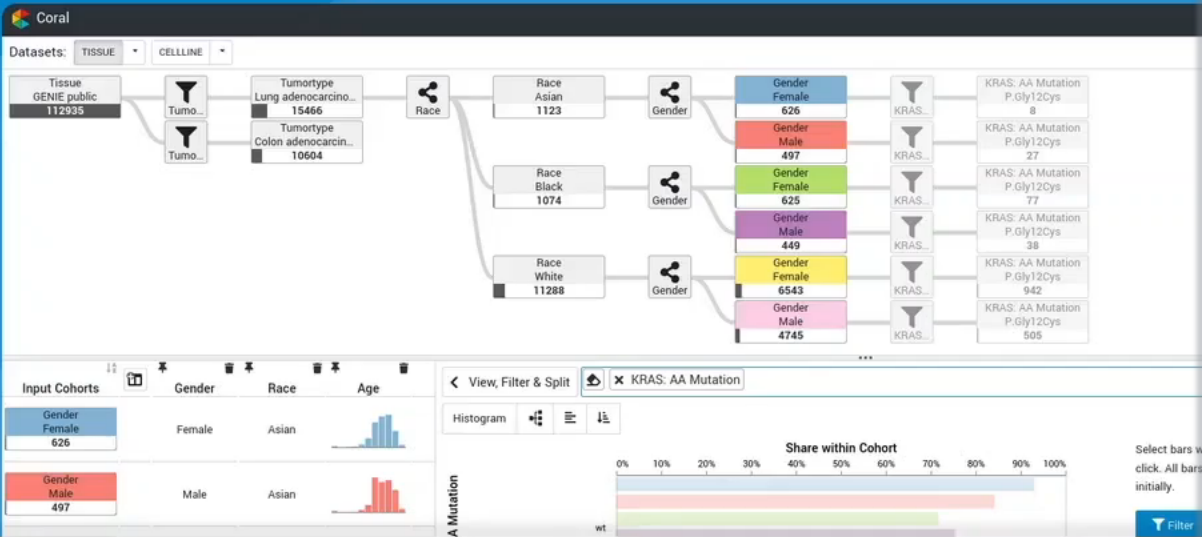 Coral
Datasets: TISSUE CELLLINE
Tissue
GENIE public
112935
Tumo...
Tumo...
Tumortype
Lung adenocarcino...
15466
Tumortype
Colon adenocarcin...
10604
Race
Race
Asian
1123
Race
Black
1074
Race
White
11288
Gender
Gender
Gender
Gender
Female
626
Gender
Male
497
Gender
Female
625
Gender
Male
449
Gender
Female
6543
Gender
Male
4745
KRAS...
KRAS...
KRAS...
KRAS...
KRAS...
KRAS...
KRAS: AA Mutation
P.Gly12Cys
8
KRAS: AA Mutation
P.Gly12Cys
27
KRAS: AA Mutation
P.Gly12Cys
77
KRAS: AA Mutation
P.Gly12Cys
38
KRAS: AA Mutation
P.Gly12Cys
942
KRAS: AA Mutation
P.Gly12Cys
505
Input Cohorts Gender Race Age
Gender
Female
626
Female Asian
Gender
Male
497
Male Asian
View, Filter & Split
KRAS: AA Mutation
Histogram
Share within Cohort
0% 10% 20% 30% 40% 50% 60% 70% 80% 90% 100%
A Mutation
wt
Select bars w
click. All bars
initially.
Filter